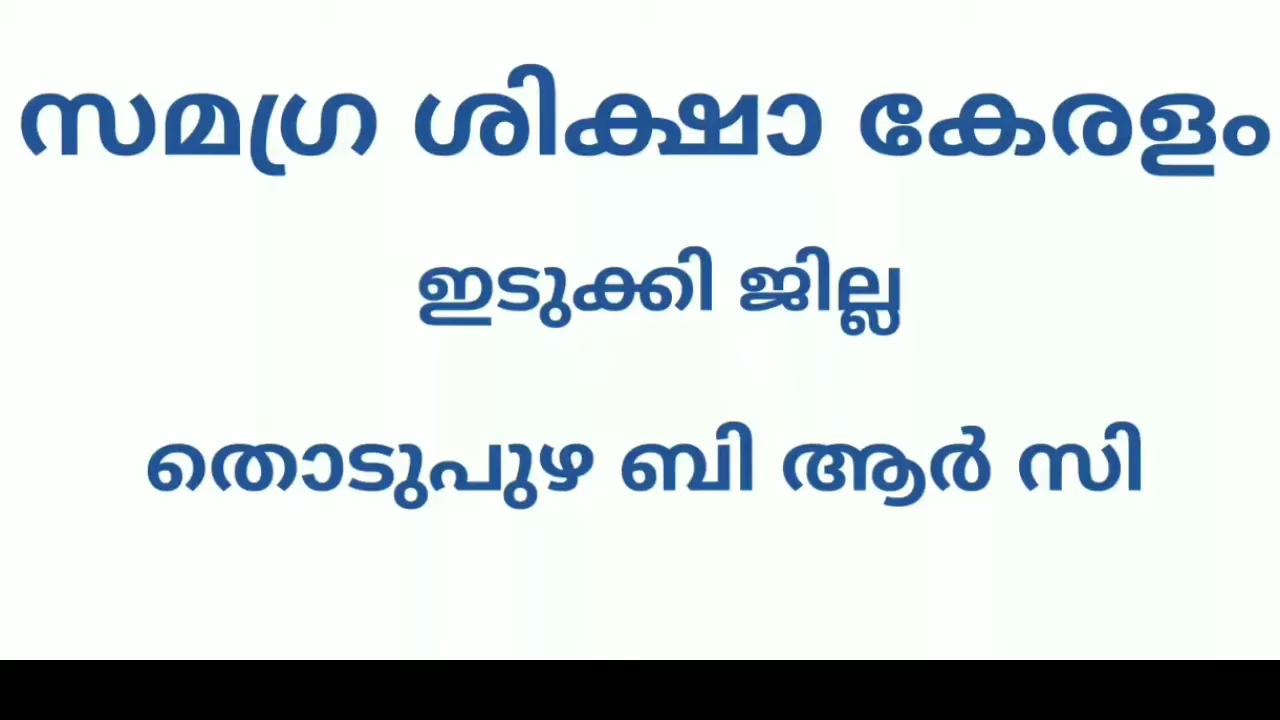 സമഗ്ര ശിക്ഷാ കേരളം
ഇടുക്കി ജില്ല
തൊടുപുഴ ബി ആർ സി